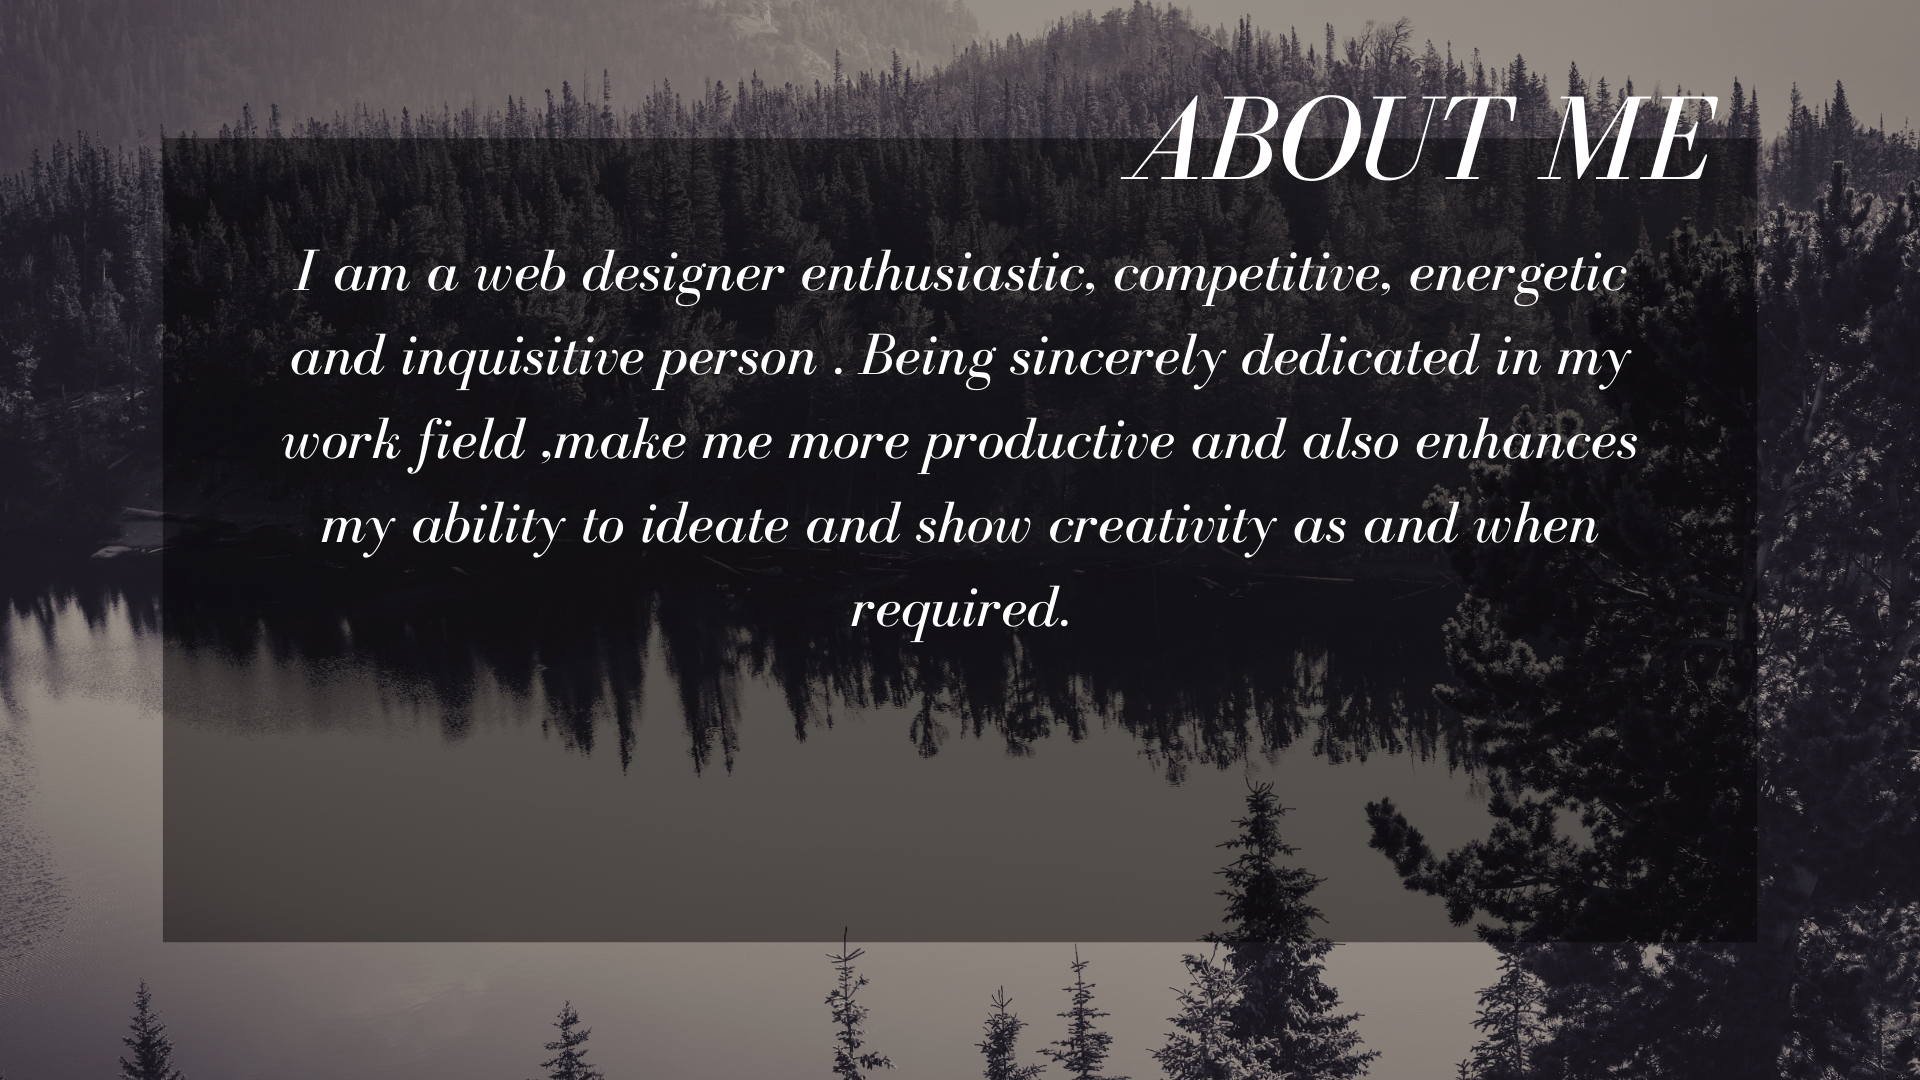 ABOUT ME
I am a web designer enthusiastic, competitive, energetic
and inquisitive person . Being sincerely dedicated in my
work field ,make me more productive and also enhances
my ability to ideate and show creativity as and when
required.